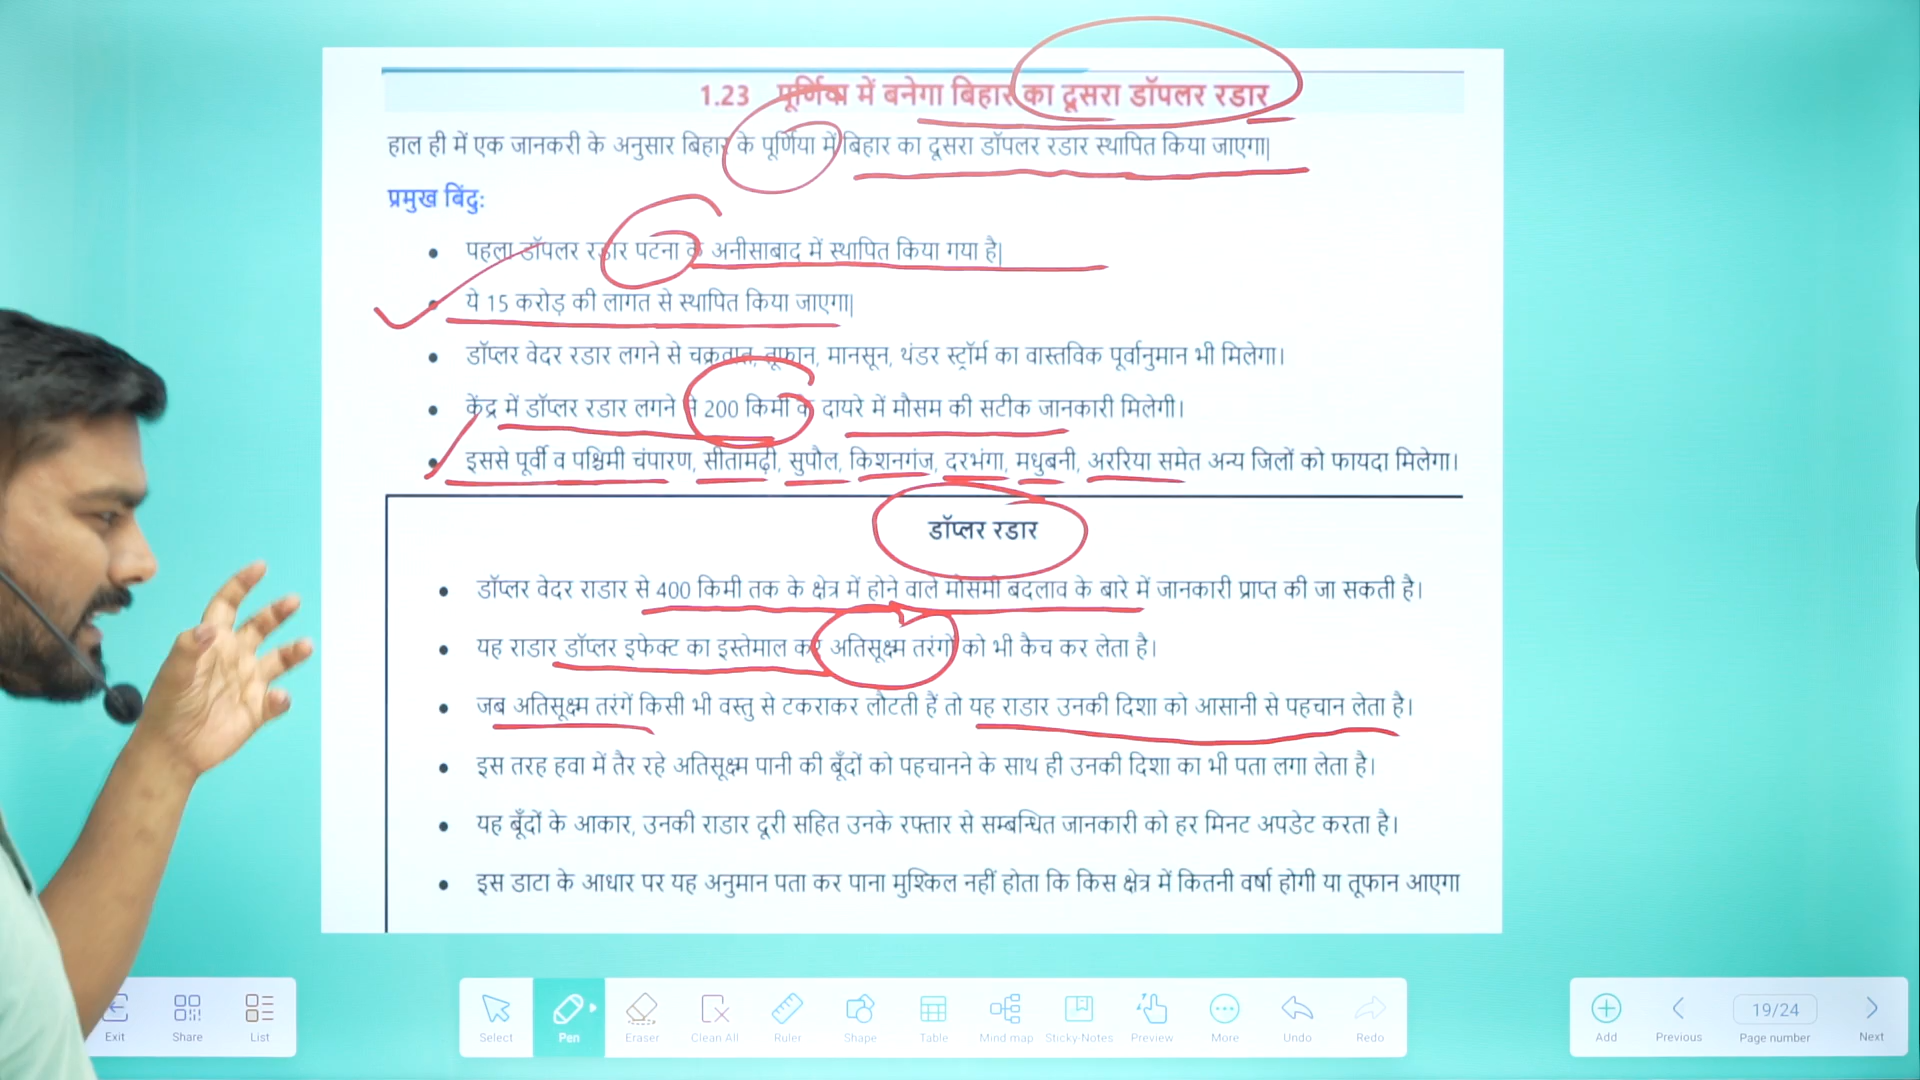 1.23 पूर्णिया में बनेगा बिहार का दूसरा डॉपलर रडार
हाल ही में एक जानकरी के अनुसार बिहार के पूर्णिया में बिहार का दूसरा डॉपलर रडार स्थापित किया जाएगा|
प्रमुख बिंदु:
• पहला डॉपलर रडार पटना के अनीसाबाद में स्थापित किया गया है|
• ये 15 करोड़ की लागत से स्थापित किया जाएगा|
• डॉप्लर वेदर रडार लगने से चक्रवात, तूफान, मानसून, थंडर स्ट्रॉर्म का वास्तविक पूर्वानुमान भी मिलेगा।
• केंद्र में डॉप्लर रडार लगने से 200 किमी के दायरे में मौसम की सटीक जानकारी मिलेगी।
• इससे पूर्वी व पश्चिमी चंपारण, सीतामढ़ी, सुपौल, किशनगंज, दरभंगा, मधुबनी, अररिया समेत अन्य जिलों को फायदा मिलेगा।
डॉप्लर रडार
• डॉप्लर वेदर राडार से 400 किमी तक के क्षेत्र में होने वाले मौसमी बदलाव के बारे में जानकारी प्राप्त की जा सकती है।
• यह राडार डॉप्लर इफेक्ट का इस्तेमाल कर अतिसूक्ष्म तरंगों को भी कैच कर लेता है।
• जब अतिसूक्ष्म तरंगें किसी भी वस्तु से टकराकर लौटती हैं तो यह राडार उनकी दिशा को आसानी से पहचान लेता है।
• इस तरह हवा में तैर रहे अतिसूक्ष्म पानी की बूँदों को पहचानने के साथ ही उनकी दिशा का भी पता लगा लेता है।
• यह बूँदों के आकार, उनकी राडार दूरी सहित उनके रफ्तार से सम्बन्धित जानकारी को हर मिनट अपडेट करता है।
• इस डाटा के आधार पर यह अनुमान पता कर पाना मुश्किल नहीं होता कि किस क्षेत्र में कितनी वर्षा होगी या तूफान आएगा
Exit Share List Select Pen Eraser Clean All Ruler Shape Table Mind map Sticky Notes Preview More Undo Redo Add Previous 19/24 Page number Next